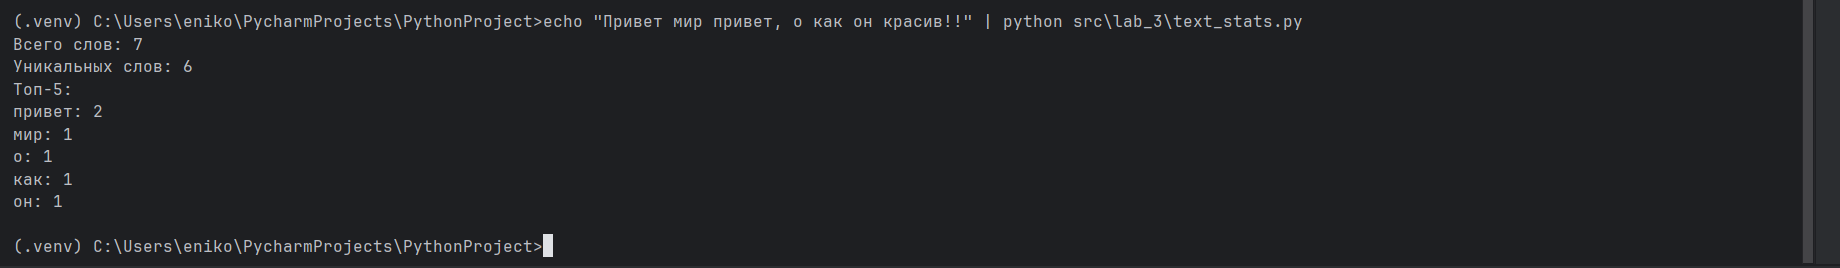 (.venv) C:\Users\eniko\PycharmProjects\PythonProject>echo "Привет мир привет, о как он красив!!" | python src\lab_3\text_stats.py
Всего слов: 7
Уникальных слов: 6
Топ-5:
привет: 2
мир: 1
о: 1
как: 1
он: 1
(.venv) C:\Users\eniko\PycharmProjects\PythonProject>